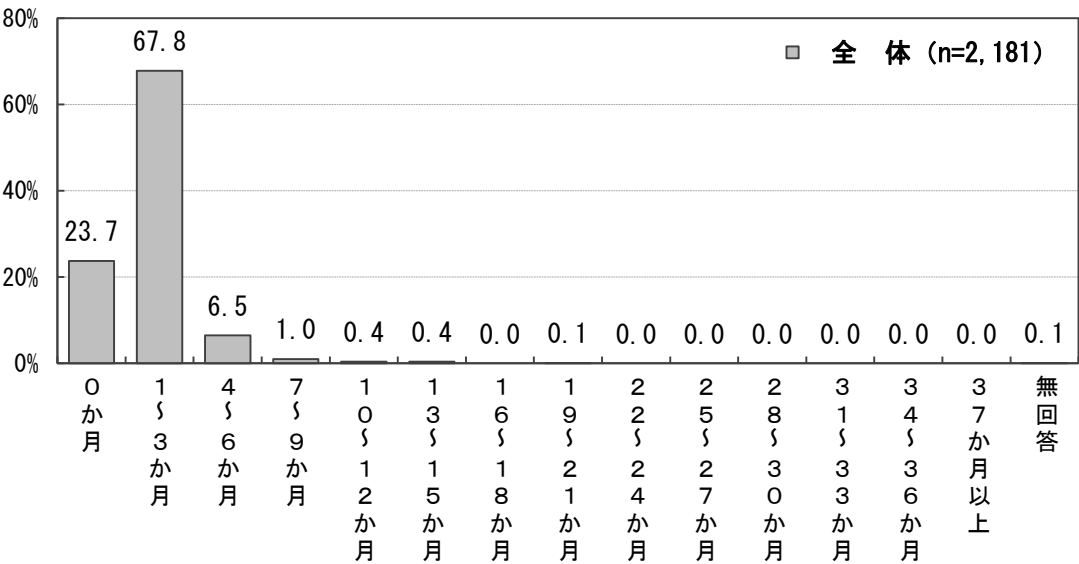 80%
60%
40%
20%
0%
全　体 (n=2,181)
23.7
67.8
6.5
1.0
0.4
0.4
0.0
0.1
0.0
0.0
0.0
0.0
0.0
0.0
0.1
０か月
１～３か月
４～６か月
７～９か月
１０～１２か月
１３～１５か月
１６～１８か月
１９～２１か月
２２～２４か月
２５～２７か月
２８～３０か月
３１～３３か月
３４～３６か月
３７か月以上
無回答